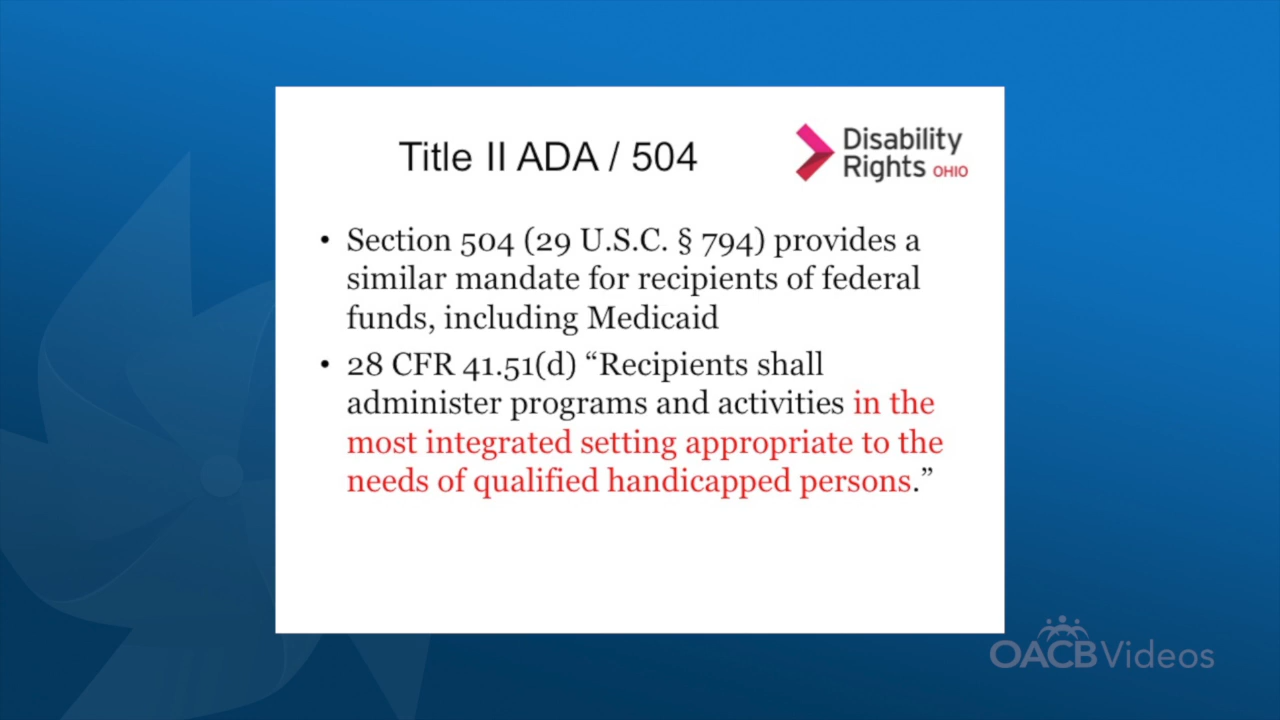 Title II ADA / 504
Disability
Rights OHIO
• Section 504 (29 U.S.C. § 794) provides a
similar mandate for recipients of federal
funds, including Medicaid
• 28 CFR 41.51(d) “Recipients shall
administer programs and activities in the
most integrated setting appropriate to the
needs of qualified handicapped persons.”
OACBVideos